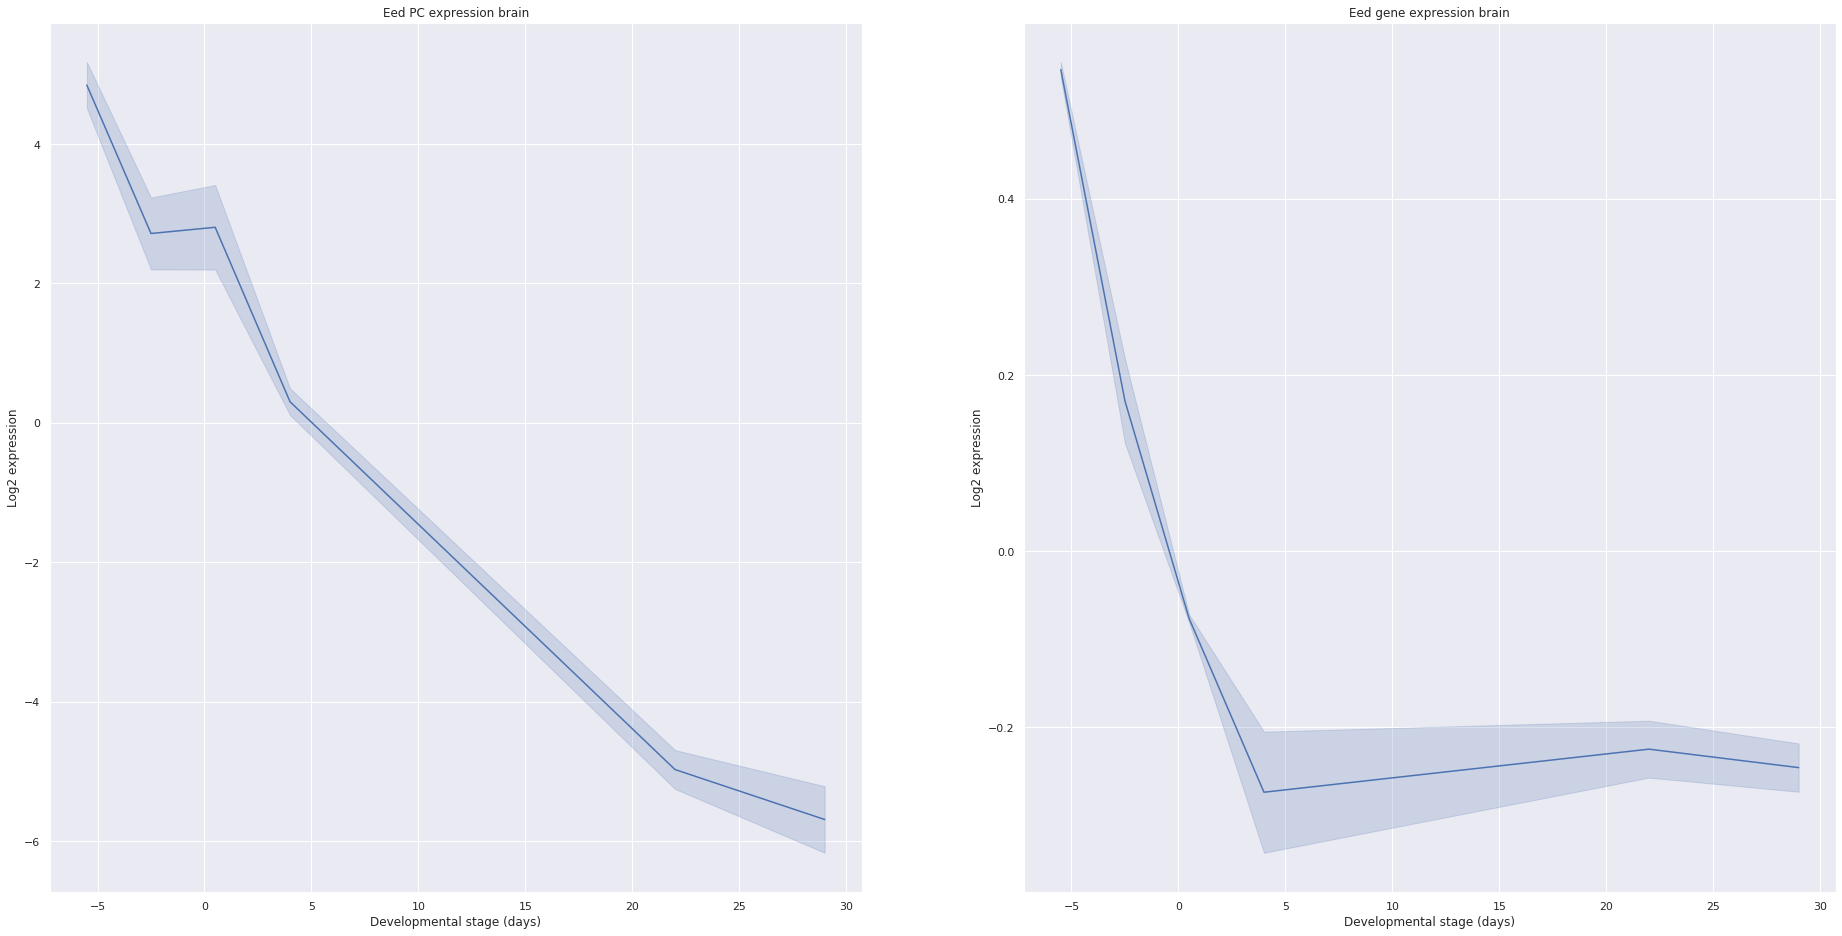 Eed PC expression brain
Log2 expression
4
2
0
−2
−4
−6
−5 0 5 10 15 20 25 30
Developmental stage (days)
Eed gene expression brain
Log2 expression
0.4
0.2
0.0
−0.2
−5 0 5 10 15 20 25 30
Developmental stage (days)